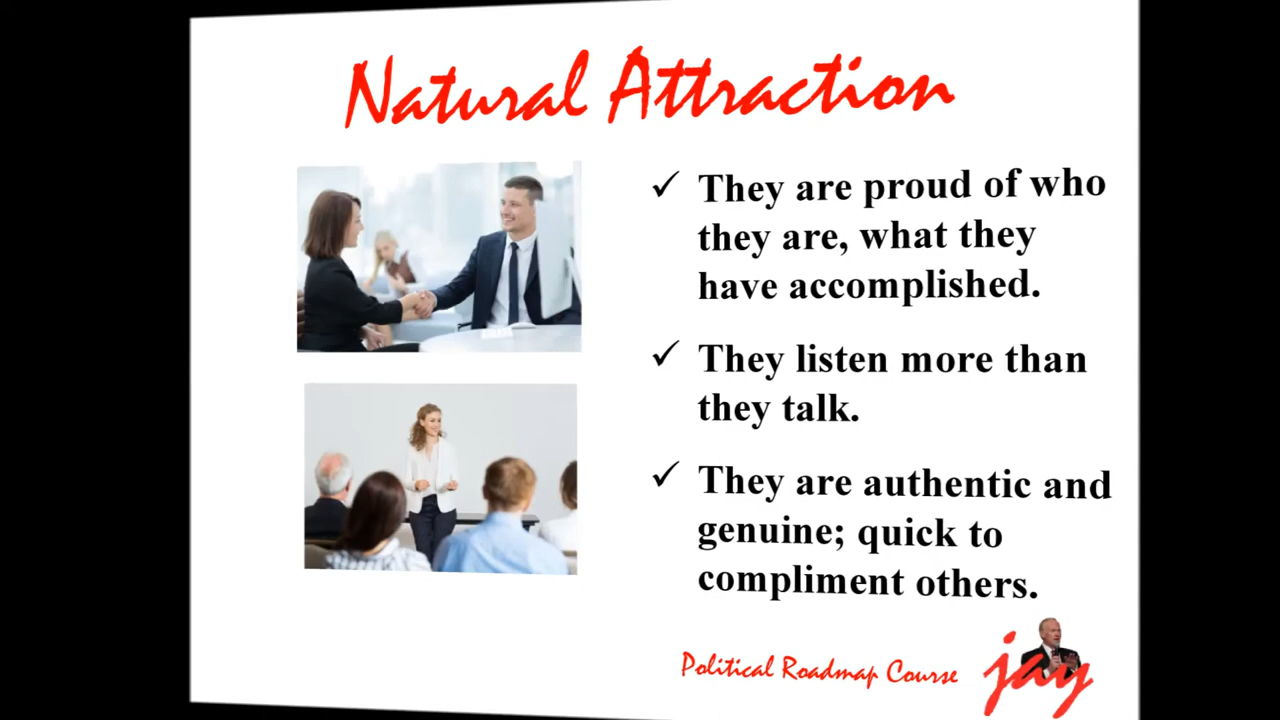 Natural Attraction
✓ They are proud of who
they are, what they
have accomplished.
✓ They listen more than
they talk.
✓ They are authentic and
genuine; quick to
compliment others.
Political Roadmap Course
jay